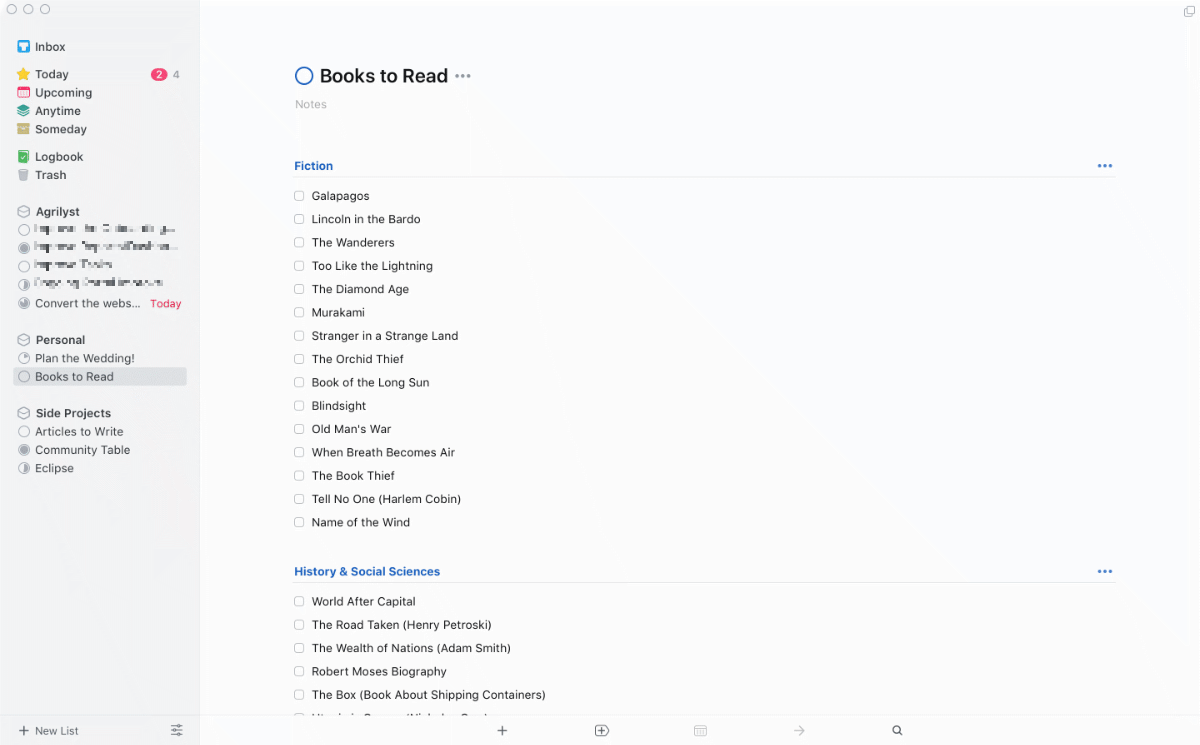 Inbox
Today 2 4
Upcoming
Anytime
Someday
Logbook
Trash
Agrilyst
Convert the webs... Today
Personal
Plan the Wedding!
Books to Read
Side Projects
Articles to Write
Community Table
Eclipse
New List
Books to Read
Notes
Fiction
Galapagos
Lincoln in the Bardo
The Wanderers
Too Like the Lightning
The Diamond Age
Murakami
Stranger in a Strange Land
The Orchid Thief
Book of the Long Sun
Blindsight
Old Man's War
When Breath Becomes Air
The Book Thief
Tell No One (Harlem Cobin)
Name of the Wind
History & Social Sciences
World After Capital
The Road Taken (Henry Petroski)
The Wealth of Nations (Adam Smith)
Robert Moses Biography
The Box (Book About Shipping Containers)